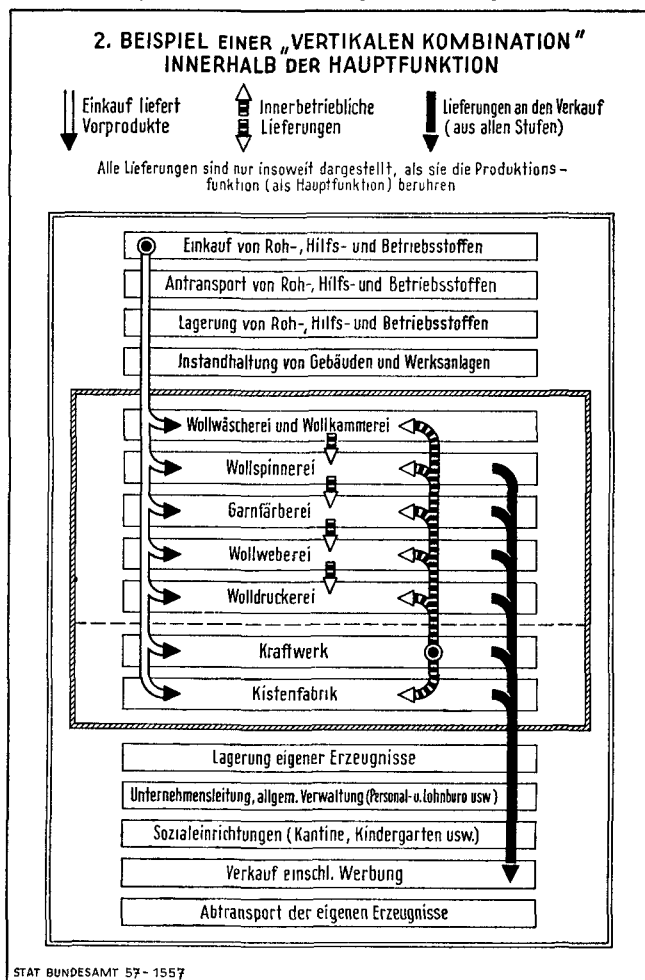 2. BEISPIEL EINER „VERTIKALEN KOMBINATION"
INNERHALB DER HAUPTFUNKTION
Einkauf liefert
Vorprodukte
Innerbetriebliche
Lieferungen
Lieferungen an den Verkauf
(aus allen Stufen)
Alle Lieferungen sind nur insoweit dargestellt, als sie die Produktions-
funktion (als Hauptfunktion) beruhren
Einkauf von Roh-, Hilfs- und Betriebsstoffen
Antransport von Roh-, Hilfs- und Betriebsstoffen
Lagerung von Roh-, Hilfs- und Betriebsstoffen
Instandhaltung von Gebäuden und Werksanlagen
Wollwäscherei und Wollkammerei
Wollspinnerei
Garnfärberei
Wollweberei
Wolldruckerei
Kraftwerk
Kistenfabrik
Lagerung eigener Erzeugnisse
Unternehmensleitung, allgem. Verwaltung (Personal- u. Lohnburo usw)
Sozialeinrichtungen (Kantine, Kindergarten usw.)
Verkauf einschl. Werbung
Abtransport der eigenen Erzeugnisse
STAT BUNDESAMT 57-1557